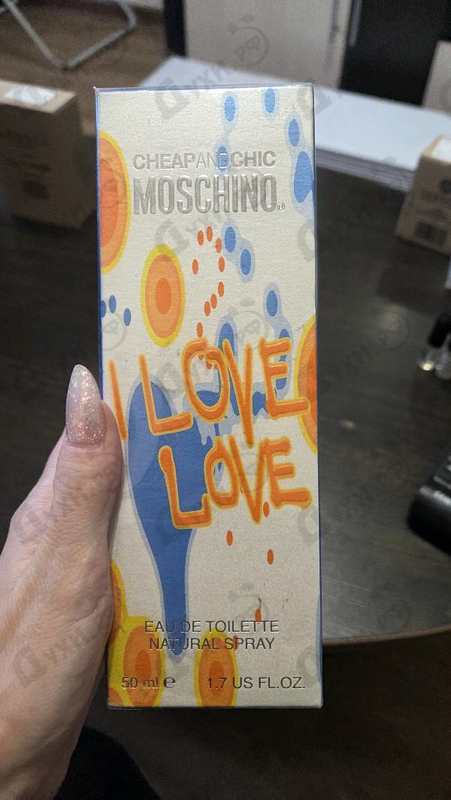 CHEAPANDCHIC
MOSCHINO®
I LOVE
LOVE
EAU DE TOILETTE
NATURAL SPRAY
50 ml ℮ 1.7 US FL.OZ.